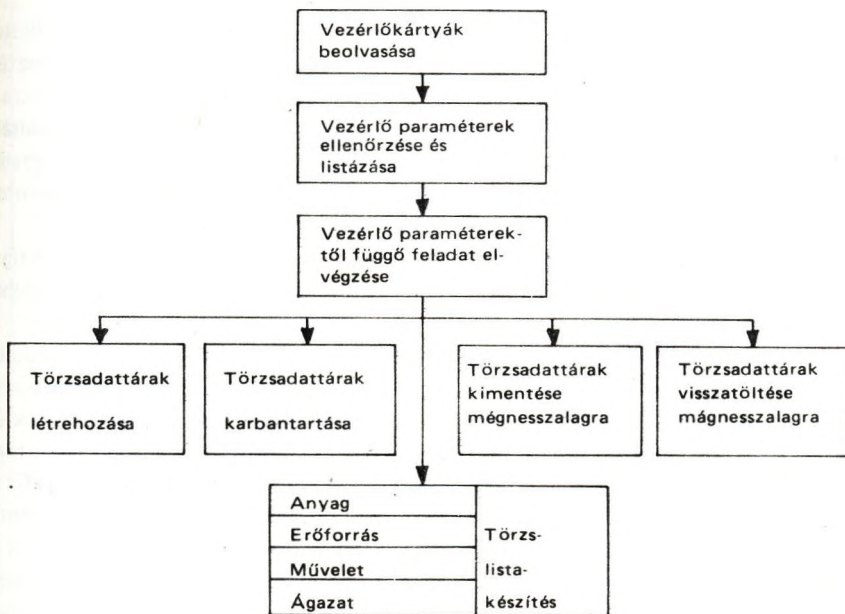 Vezérlőkártyák
beolvasása
Vezérlő paraméterek
ellenőrzése és
listázása
Vezérlő paraméterek-
től függő feladat el-
végzése
Törzsadattárak
létrehozása
Törzsadattárak
karbantartása
Törzsadattárak
kimentése
mégnesszalagra
Törzsadattárak
visszatöltése
mágnesszalagra
Anyag
Erőforrás
Művelet
Ágazat
Törzs-
lista-
készítés